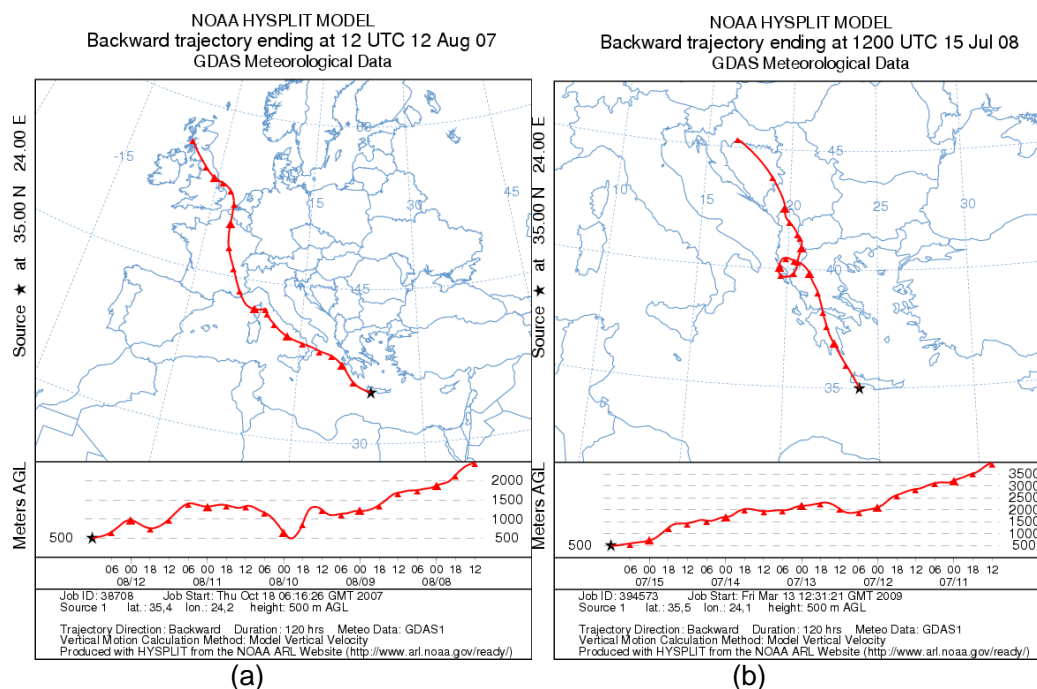 NOAA HYSPLIT MODEL
Backward trajectory ending at 12 UTC 12 Aug 07
GDAS Meteorological Data
Source ★ at 35.00 N 24.00 E
-15
60
45
15
45
30
30
Meters AGL
500
2000
1500
1000
500
06 00 18 12 06 00 18 12 06 00 18 12 06 00 18 12 06 00 18 12
08/12 08/11 08/10 08/09 08/08
Job ID: 38708 Job Start: Thu Oct 18 06:16:26 GMT 2007
Source 1 lat.: 35,4 lon.: 24,2 height: 500 m AGL
Trajectory Direction: Backward Duration: 120 hrs Meteo Data: GDAS1
Vertical Motion Calculation Method: Model Vertical Velocity
Produced with HYSPLIT from the NOAA ARL Website (http://www.arl.noaa.gov/ready/)
(a)
NOAA HYSPLIT MODEL
Backward trajectory ending at 1200 UTC 15 Jul 08
GDAS Meteorological Data
Source ★ at 35.00 N 24.00 E
45
10
15
20
25
30
40
35
Meters AGL
500
3500
3000
2500
2000
1500
1000
500
06 00 18 12 06 00 18 12 06 00 18 12 06 00 18 12 06 00 18 12
07/15 07/14 07/13 07/12 07/11
Job ID: 394573 Job Start: Fri Mar 13 12:31:21 GMT 2009
Source 1 lat.: 35,5 lon.: 24,1 height: 500 m AGL
Trajectory Direction: Backward Duration: 120 hrs Meteo Data: GDAS1
Vertical Motion Calculation Method: Model Vertical Velocity
Produced with HYSPLIT from the NOAA ARL Website (http://www.arl.noaa.gov/ready/)
(b)